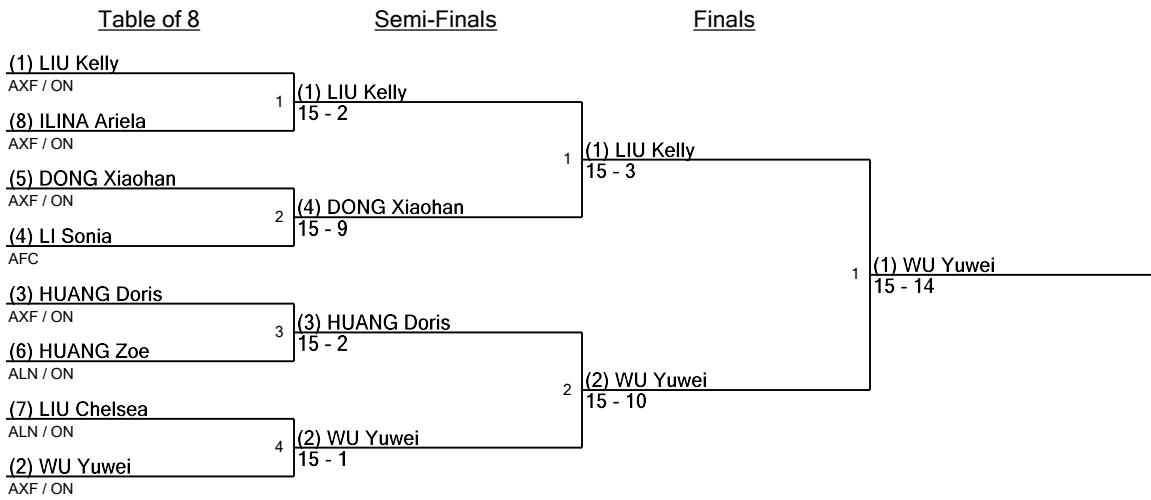 Table of 8
Semi-Finals
Finals
(1) LIU Kelly
AXF / ON
(8) ILINA Ariela
AXF / ON
(5) DONG Xiaohan
AXF / ON
(4) LI Sonia
AFC
(3) HUANG Doris
AXF / ON
(6) HUANG Zoe
ALN / ON
(7) LIU Chelsea
ALN / ON
(2) WU Yuwei
AXF / ON
1
(1) LIU Kelly
15 - 2
2
(4) DONG Xiaohan
15 - 9
3
(3) HUANG Doris
15 - 2
4
(2) WU Yuwei
15 - 1
1
(1) LIU Kelly
15 - 3
2
(2) WU Yuwei
15 - 10
1
(1) WU Yuwei
15 - 14